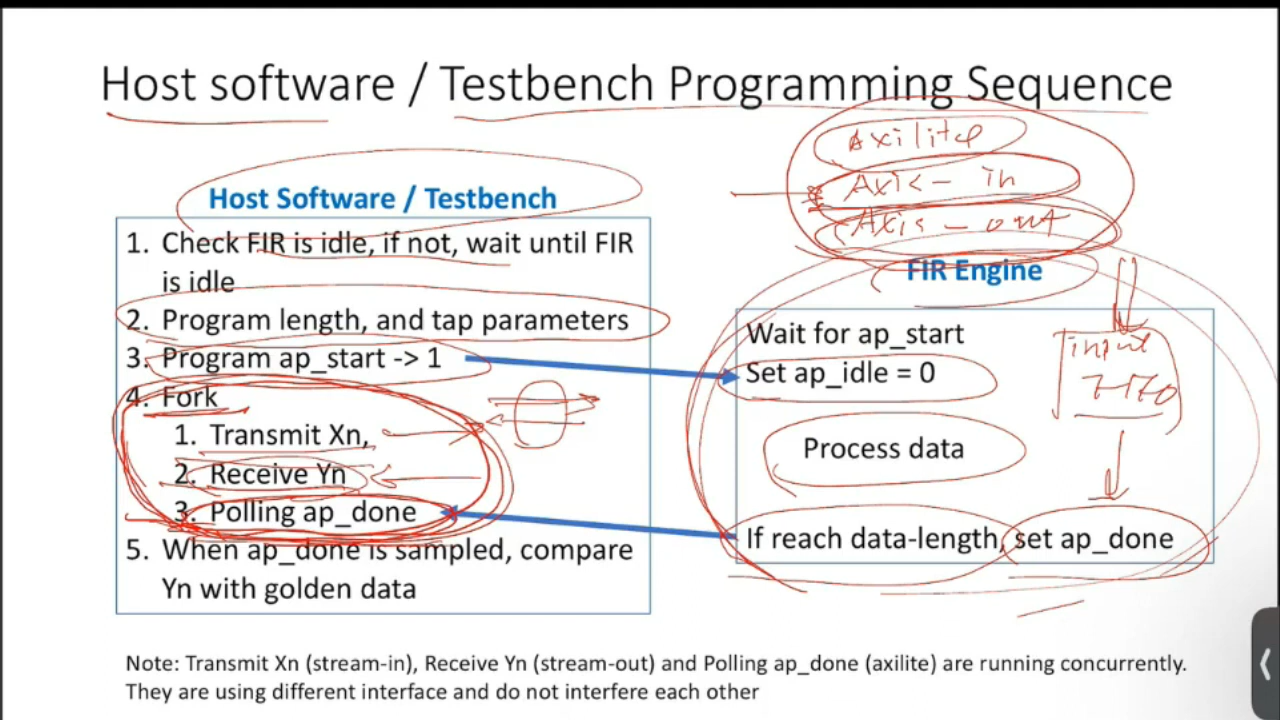 Host software / Testbench Programming Sequence
Axilite
Axis - in
Axis - out
Host Software / Testbench
1. Check FIR is idle, if not, wait until FIR
is idle
2. Program length, and tap parameters
3. Program ap_start -> 1
4. Fork
1. Transmit Xn,
2. Receive Yn
3. Polling ap_done
5. When ap_done is sampled, compare
Yn with golden data
FIR Engine
Wait for ap_start
Set ap_idle = 0
Process data
If reach data-length, set ap_done
input
Note: Transmit Xn (stream-in), Receive Yn (stream-out) and Polling ap_done (axilite) are running concurrently.
They are using different interface and do not interfere each other